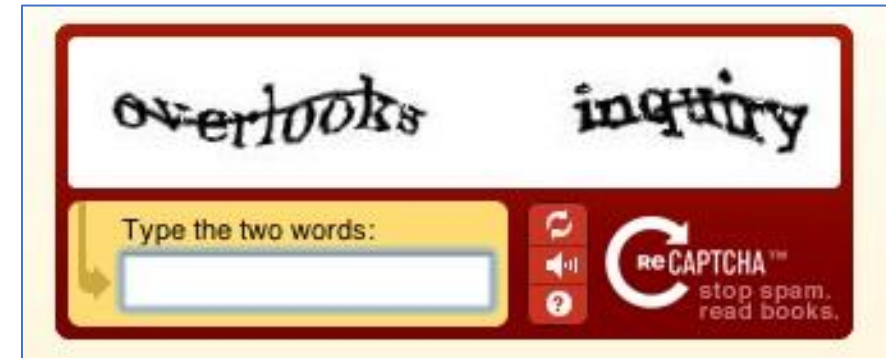 overlooks inquiry
Type the two words:
ReCAPTCHA™
stop spam.
read books.